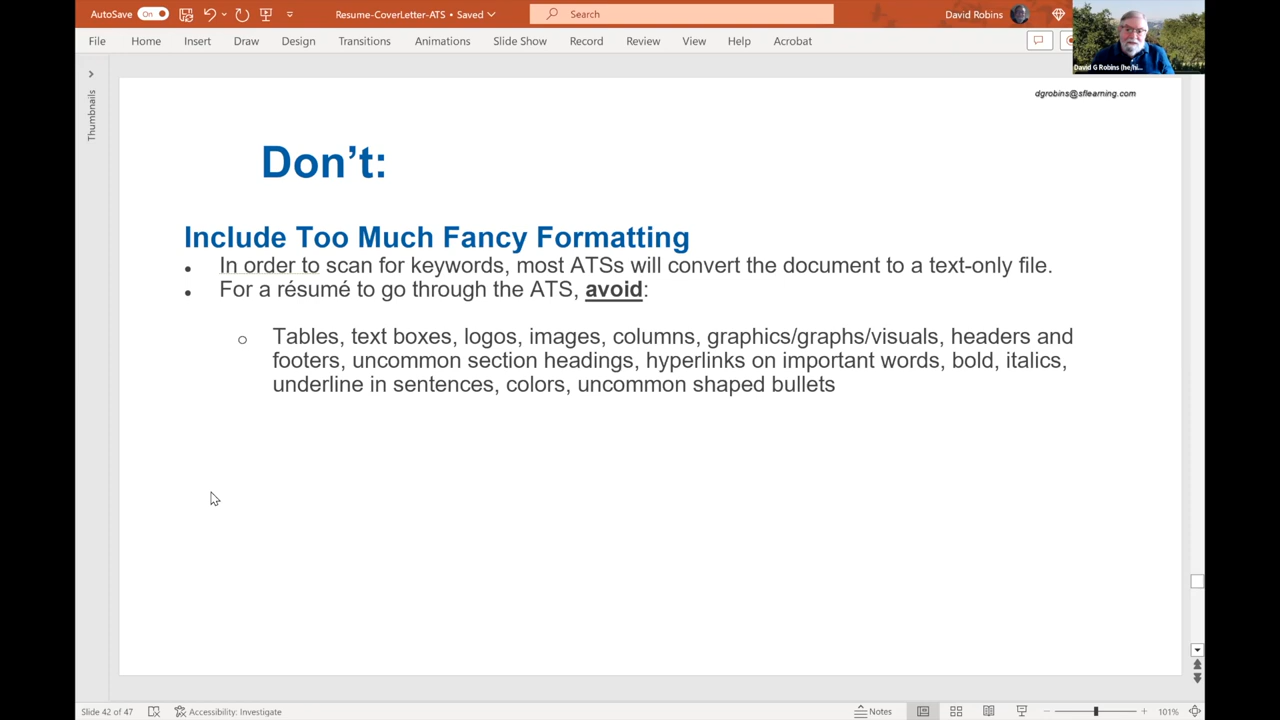 AutoSave On Resume-CoverLetter-ATS • Saved Search David Robins
File Home Insert Draw Design Transitions Animations Slide Show Record Review View Help Acrobat
David G Robins (he/hi...
Thumbnails
dgrobins@sflearning.com
Don’t:
Include Too Much Fancy Formatting
• In order to scan for keywords, most ATSs will convert the document to a text-only file.
• For a résumé to go through the ATS, avoid:
o Tables, text boxes, logos, images, columns, graphics/graphs/visuals, headers and
footers, uncommon section headings, hyperlinks on important words, bold, italics,
underline in sentences, colors, uncommon shaped bullets
Slide 42 of 47 Accessibility: Investigate Notes 101%